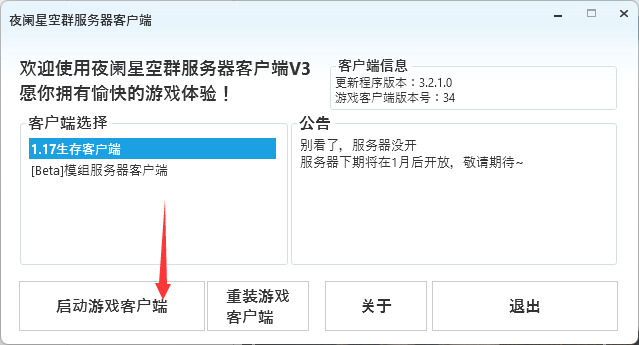 夜阑星空群服务器客户端
欢迎使用夜阑星空群服务器客户端V3
愿你拥有愉快的游戏体验！
客户端信息
更新程序版本：3.2.1.0
游戏客户端版本号：34
客户端选择
1.17生存客户端
[Beta]模组服务器客户端
公告
别看了，服务器没开
服务器下期将在1月后开放，敬请期待~
启动游戏客户端
重装游戏
客户端
关于
退出